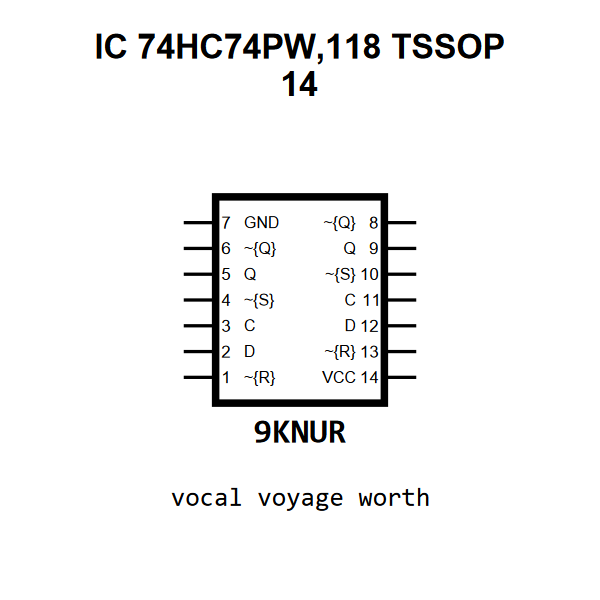 IC 74HC74PW,118 TSSOP
14
7 GND ~{Q} 8
6 ~{Q} Q 9
5 Q ~{S} 10
4 ~{S} C 11
3 C D 12
2 D ~{R} 13
1 ~{R} VCC 14
9KNUR
vocal voyage worth